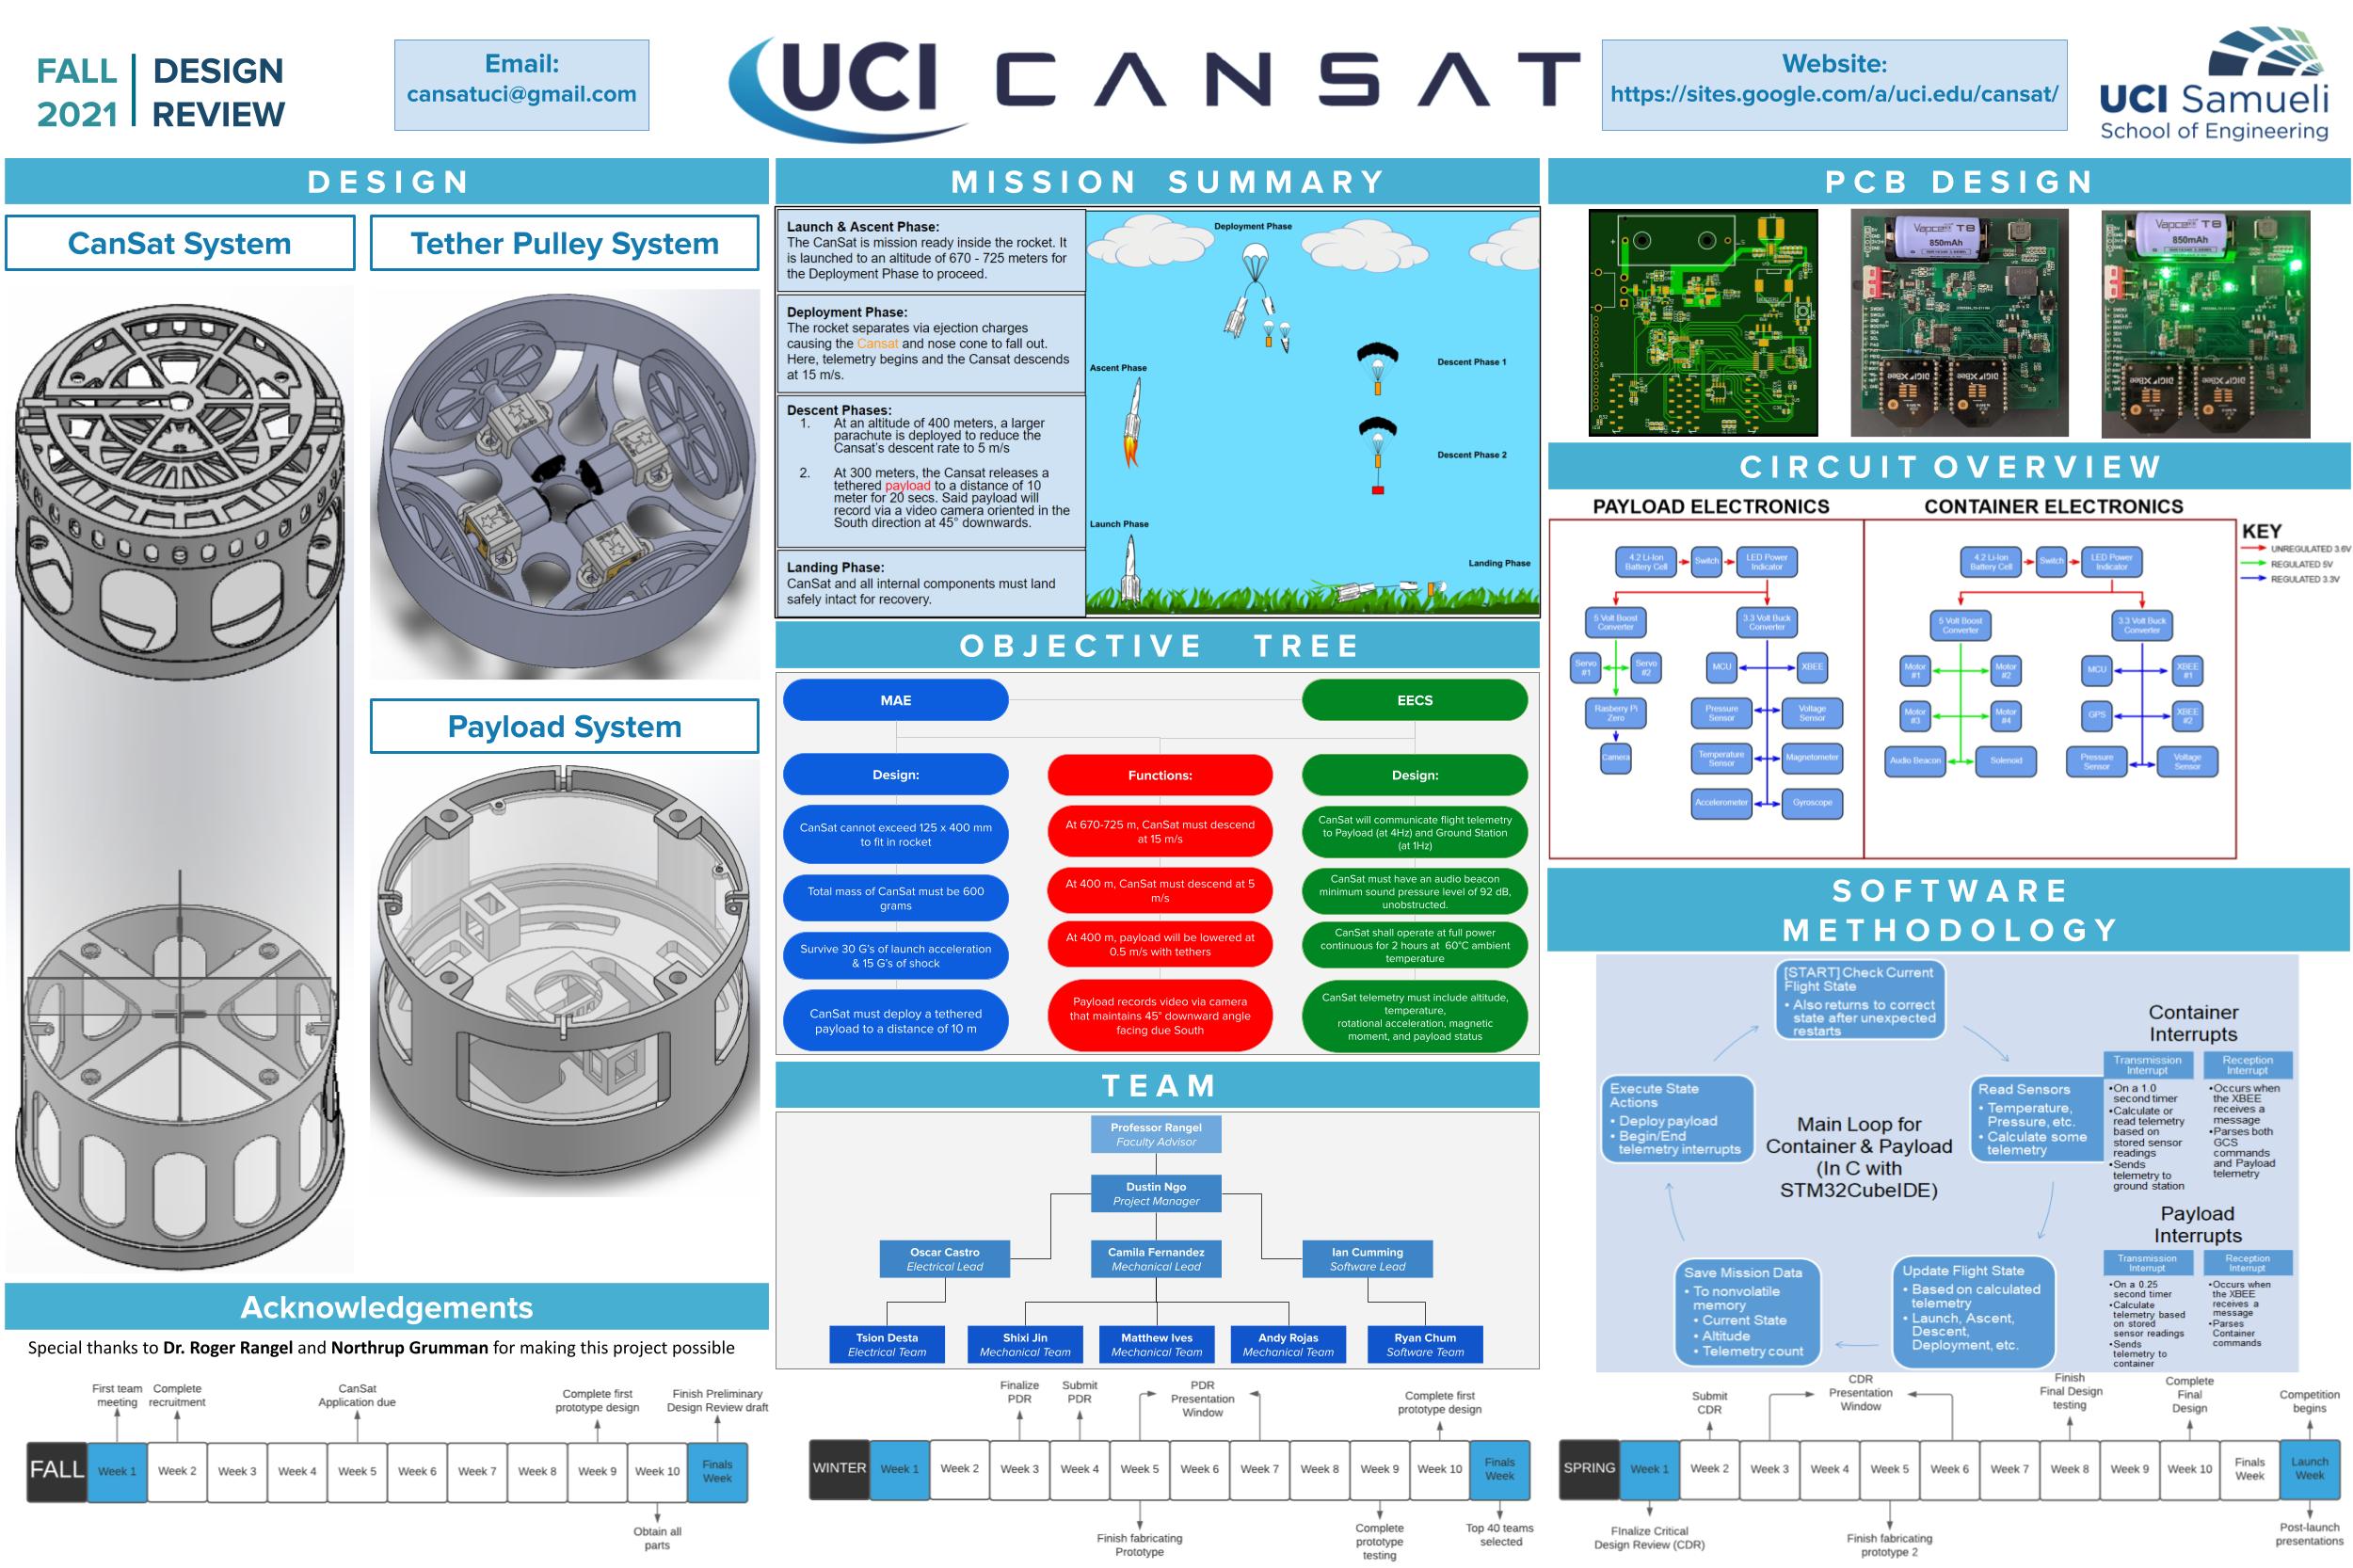 FALL
2021
DESIGN
REVIEW
Email:
cansatuci@gmail.com
UCI CANSAT
Website:
https://sites.google.com/a/uci.edu/cansat/
UCI Samueli
School of Engineering
DESIGN
CanSat System
Tether Pulley System
Payload System
Acknowledgements
Special thanks to Dr. Roger Rangel and Northrup Grumman for making this project possible
MISSION SUMMARY
Launch & Ascent Phase:
The CanSat is mission ready inside the rocket. It
is launched to an altitude of 670 - 725 meters for
the Deployment Phase to proceed.
Deployment Phase:
The rocket separates via ejection charges
causing the Cansat and nose cone to fall out.
Here, telemetry begins and the Cansat descends
at 15 m/s.
Descent Phases:
1. At an altitude of 400 meters, a larger
parachute is deployed to reduce the
Cansat's descent rate to 5 m/s
2. At 300 meters, the Cansat releases a
tethered payload to a distance of 10
meter for 20 secs. Said payload will
record via a video camera oriented in the
South direction at 45° downwards.
Landing Phase:
CanSat and all internal components must land
safely intact for recovery.
Deployment Phase
Ascent Phase
Descent Phase 1
Descent Phase 2
Launch Phase
Landing Phase
OBJECTIVE TREE
MAE
EECS
Design:
Functions:
Design:
CanSat cannot exceed 125 x 400 mm
to fit in rocket
Total mass of CanSat must be 600
grams
Survive 30 G's of launch acceleration
& 15 G's of shock
CanSat must deploy a tethered
payload to a distance of 10 m
At 670-725 m, CanSat must descend
at 15 m/s
At 400 m, CanSat must descend at 5
m/s
At 400 m, payload will be lowered at
0.5 m/s with tethers
Payload records video via camera
that maintains 45° downward angle
facing due South
CanSat will communicate flight telemetry
to Payload (at 4Hz) and Ground Station
(at 1Hz)
CanSat must have an audio beacon
minimum sound pressure level of 92 dB,
unobstructed.
CanSat shall operate at full power
continuous for 2 hours at 60°C ambient
temperature
CanSat telemetry must include altitude,
temperature,
rotational acceleration, magnetic
moment, and payload status
TEAM
Professor Rangel
Faculty Advisor
Dustin Ngo
Project Manager
Oscar Castro
Electrical Lead
Camila Fernandez
Mechanical Lead
Ian Cumming
Software Lead
Tsion Desta
Electrical Team
Shixi Jin
Mechanical Team
Matthew Ives
Mechanical Team
Andy Rojas
Mechanical Team
Ryan Chum
Software Team
PCB DESIGN
Vapcell T8
850mAh
DIGI XBee
DIGI XBee
Vapcell T8
850mAh
DIGI XBee
DIGI XBee
CIRCUIT OVERVIEW
PAYLOAD ELECTRONICS
4.2 Li-Ion
Battery Cell
Switch
LED Power
Indicator
5 Volt Boost
Converter
3.3 Volt Buck
Converter
Servo
#1
Servo
#2
MCU
XBEE
Rasberry Pi
Zero
Pressure
Sensor
Voltage
Sensor
Camera
Temperature
Sensor
Magnetometer
Accelerometer
Gyroscope
CONTAINER ELECTRONICS
4.2 Li-Ion
Battery Cell
Switch
LED Power
Indicator
5 Volt Boost
Converter
3.3 Volt Buck
Converter
Motor
#1
Motor
#2
MCU
XBEE
#1
Motor
#3
Motor
#4
GPS
XBEE
#2
Audio Beacon
Solenoid
Pressure
Sensor
Voltage
Sensor
KEY
UNREGULATED 3.6V
REGULATED 5V
REGULATED 3.3V
SOFTWARE
METHODOLOGY
[START] Check Current
Flight State
• Also returns to correct
state after unexpected
restarts
Read Sensors
• Temperature,
Pressure, etc.
• Calculate some
telemetry
Update Flight State
• Based on calculated
telemetry
• Launch, Ascent,
Descent,
Deployment, etc.
Save Mission Data
• To nonvolatile
memory
• Current State
• Altitude
• Telemetry count
Execute State
Actions
• Deploy payload
• Begin/End
telemetry interrupts
Main Loop for
Container & Payload
(In C with
STM32CubeIDE)
Container
Interrupts
Transmission
Interrupt
•On a 1.0
second timer
•Calculate or
read telemetry
based on
stored sensor
readings
•Sends
telemetry to
ground station
Reception
Interrupt
•Occurs when
the XBEE
receives a
message
•Parses both
GCS
commands
and Payload
telemetry
Payload
Interrupts
Transmission
Interrupt
•On a 0.25
second timer
•Calculate
telemetry based
on stored
sensor readings
•Sends
telemetry to
container
Reception
Interrupt
•Occurs when
the XBEE
receives a
message
•Parses
Container
commands
First team
meeting
Complete
recruitment
CanSat
Application due
Complete first
prototype design
Finish Preliminary
Design Review draft
FALL
Week 1
Week 2
Week 3
Week 4
Week 5
Week 6
Week 7
Week 8
Week 9
Week 10
Finals
Week
Obtain all
parts
Finalize
PDR
Submit
PDR
PDR
Presentation
Window
Complete first
prototype design
WINTER
Week 1
Week 2
Week 3
Week 4
Week 5
Week 6
Week 7
Week 8
Week 9
Week 10
Finals
Week
Finish fabricating
Prototype
Complete
prototype
testing
Top 40 teams
selected
Submit
CDR
CDR
Presentation
Window
Finish
Final Design
testing
Complete
Final
Design
Competition
begins
SPRING
Week 1
Week 2
Week 3
Week 4
Week 5
Week 6
Week 7
Week 8
Week 9
Week 10
Finals
Week
Launch
Week
FInalize Critical
Design Review (CDR)
Finish fabricating
prototype 2
Post-launch
presentations